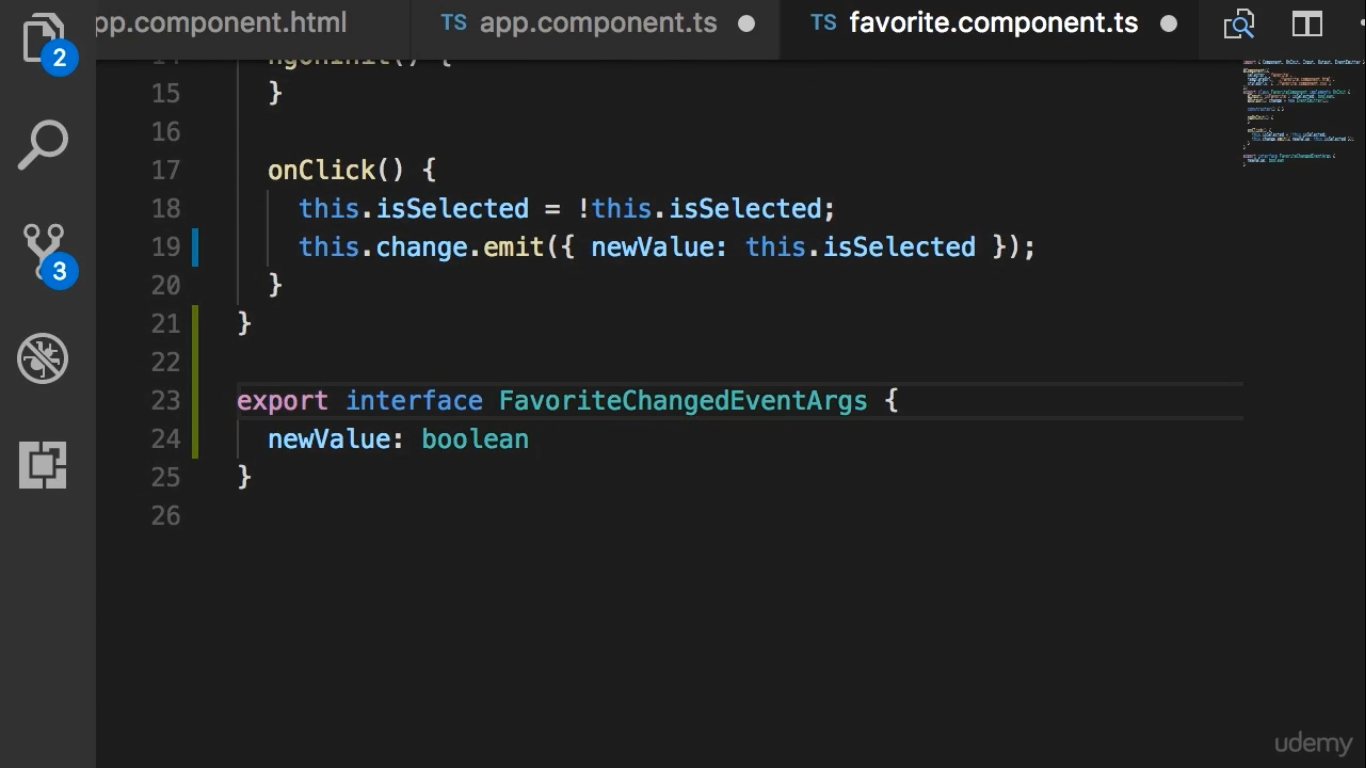 pp.component.html TS app.component.ts TS favorite.component.ts
2
14 ngOnInit() {
15 }
16
17 onClick() {
18 this.isSelected = !this.isSelected;
3
19 this.change.emit({ newValue: this.isSelected });
20 }
21 }
22
23 export interface FavoriteChangedEventArgs {
24 newValue: boolean
25 }
26
udemy